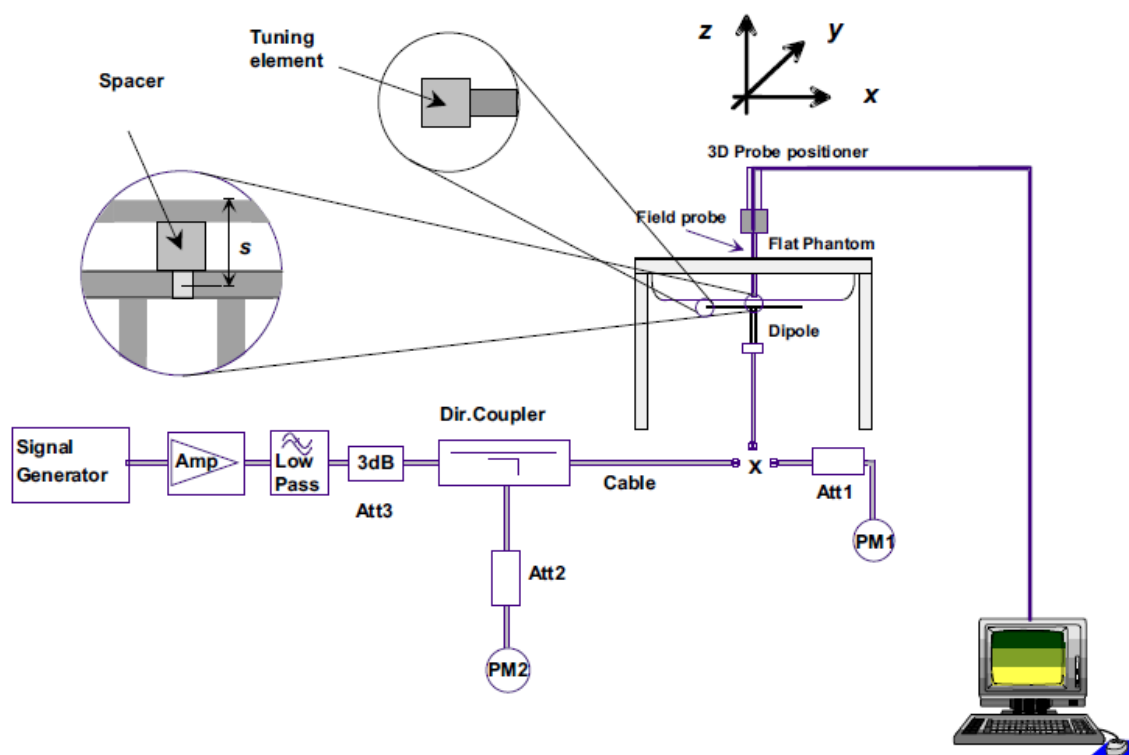 Tuning
element
Spacer
z
y
x
3D Probe positioner
Field probe
Flat Phantom
s
Dipole
Dir.Coupler
Signal
Generator
Amp
Low
Pass
3dB
Att3
Cable
x
Att1
PM1
Att2
PM2